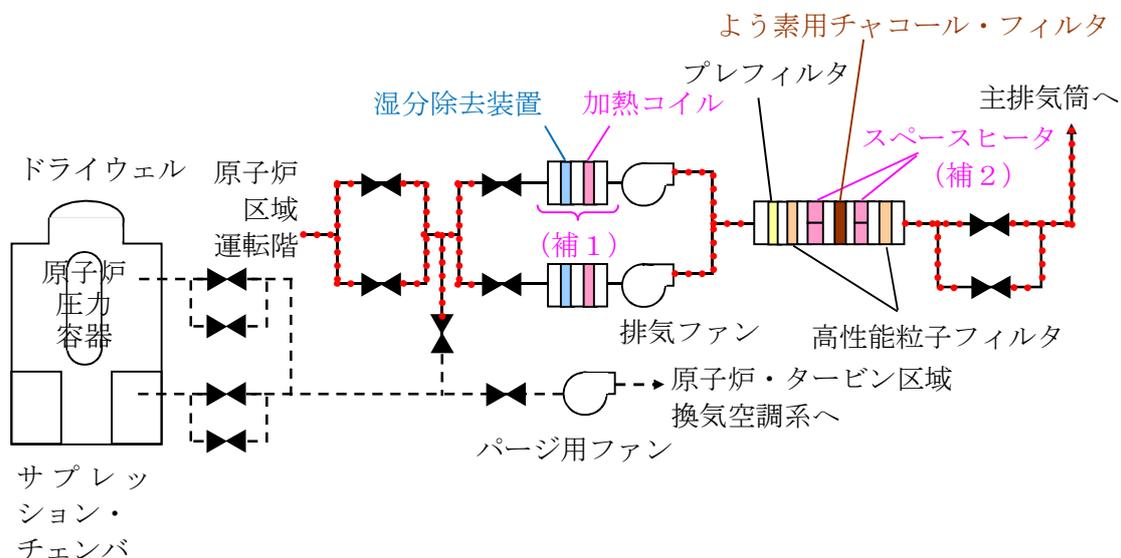 よう素用チャコール・フィルタ
プレフィルタ
湿分除去装置
加熱コイル
主排気筒へ
スペースヒータ
（補２）
ドライウェル
原子炉
区域
運転階
（補１）
原子炉
圧力
容器
排気ファン
高性能粒子フィルタ
原子炉・タービン区域
換気空調系へ
パージ用ファン
サプレッ
ション・
チェンバ